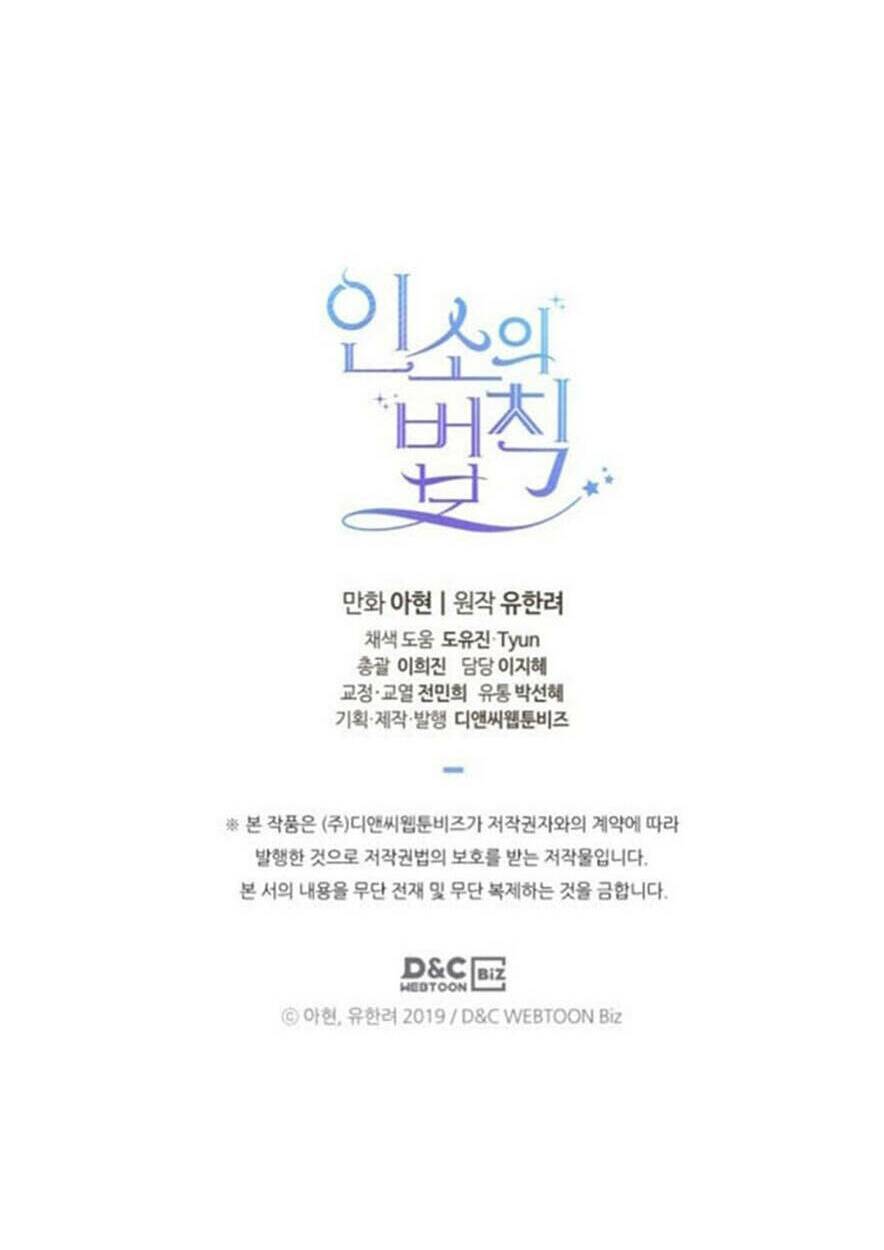 인소의
법칙
만화 아현 | 원작 유한려
채색 도움 도유진·Tyun
총괄 이희진 담당 이지혜
교정·교열 전민희 유통 박선혜
기획·제작·발행 디앤씨웹툰비즈
※ 본 작품은 (주)디앤씨웹툰비즈가 저작권자와의 계약에 따라
발행한 것으로 저작권법의 보호를 받는 저작물입니다.
본 서의 내용을 무단 전재 및 무단 복제하는 것을 금합니다.
D&C
WEBTOON BiZ
ⓒ 아현, 유한려 2019 / D&C WEBTOON Biz